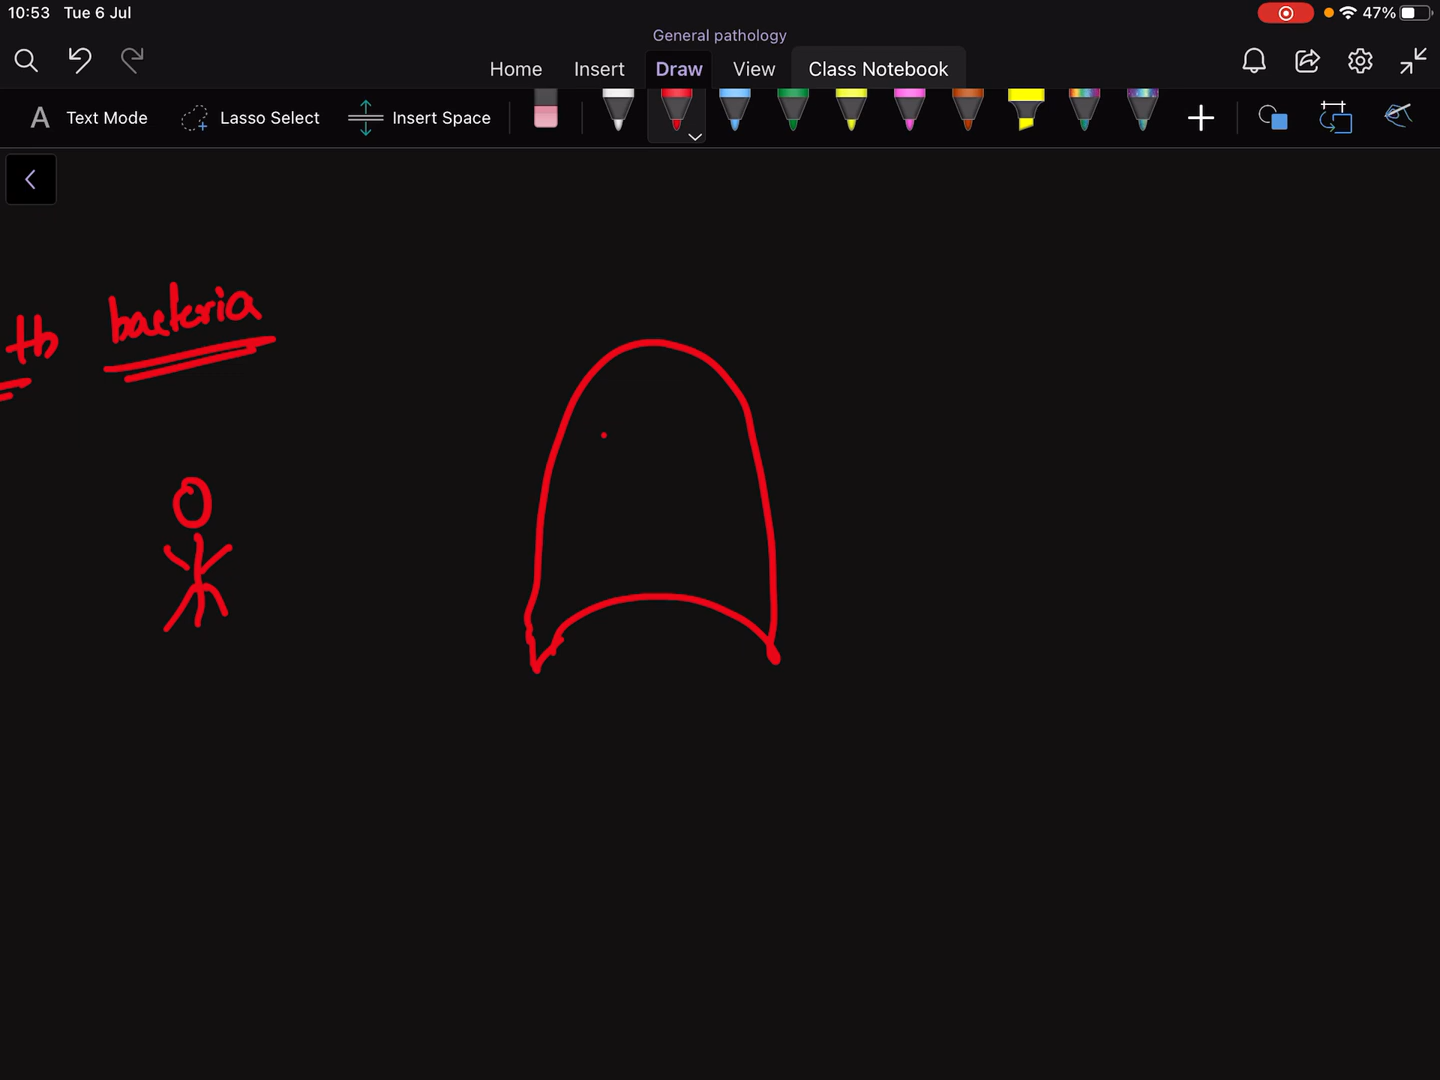 10:53 Tue 6 Jul
47%
General pathology
Home Insert Draw View Class Notebook
A Text Mode Lasso Select Insert Space
tb bacteria